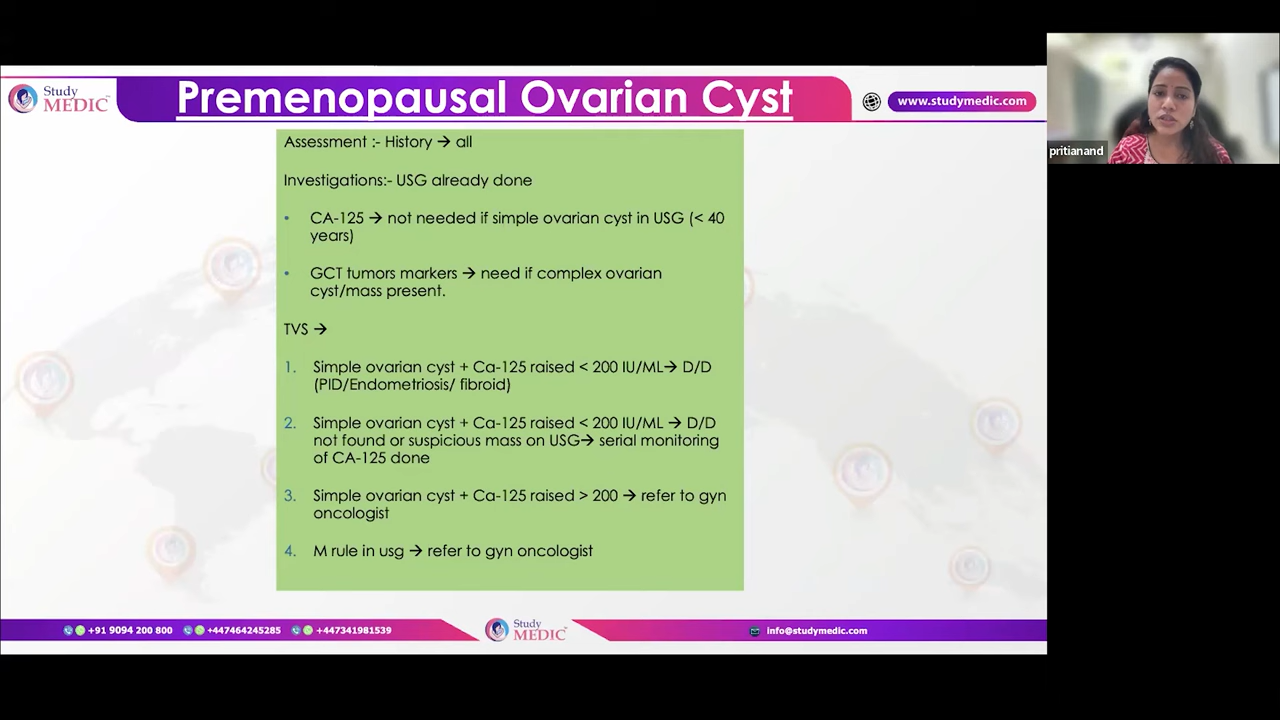 Study
MEDIC
Premenopausal Ovarian Cyst
www.studymedic.com
pritianand
Assessment :- History → all
Investigations:- USG already done
• CA-125 → not needed if simple ovarian cyst in USG (< 40
years)
• GCT tumors markers → need if complex ovarian
cyst/mass present.
TVS →
1. Simple ovarian cyst + Ca-125 raised < 200 IU/ML→ D/D
(PID/Endometriosis/ fibroid)
2. Simple ovarian cyst + Ca-125 raised < 200 IU/ML → D/D
not found or suspicious mass on USG→ serial monitoring
of CA-125 done
3. Simple ovarian cyst + Ca-125 raised > 200 → refer to gyn
oncologist
4. M rule in usg → refer to gyn oncologist
+91 9094 200 800 +447464245285 +447341981539
Study
MEDIC
info@studymedic.com